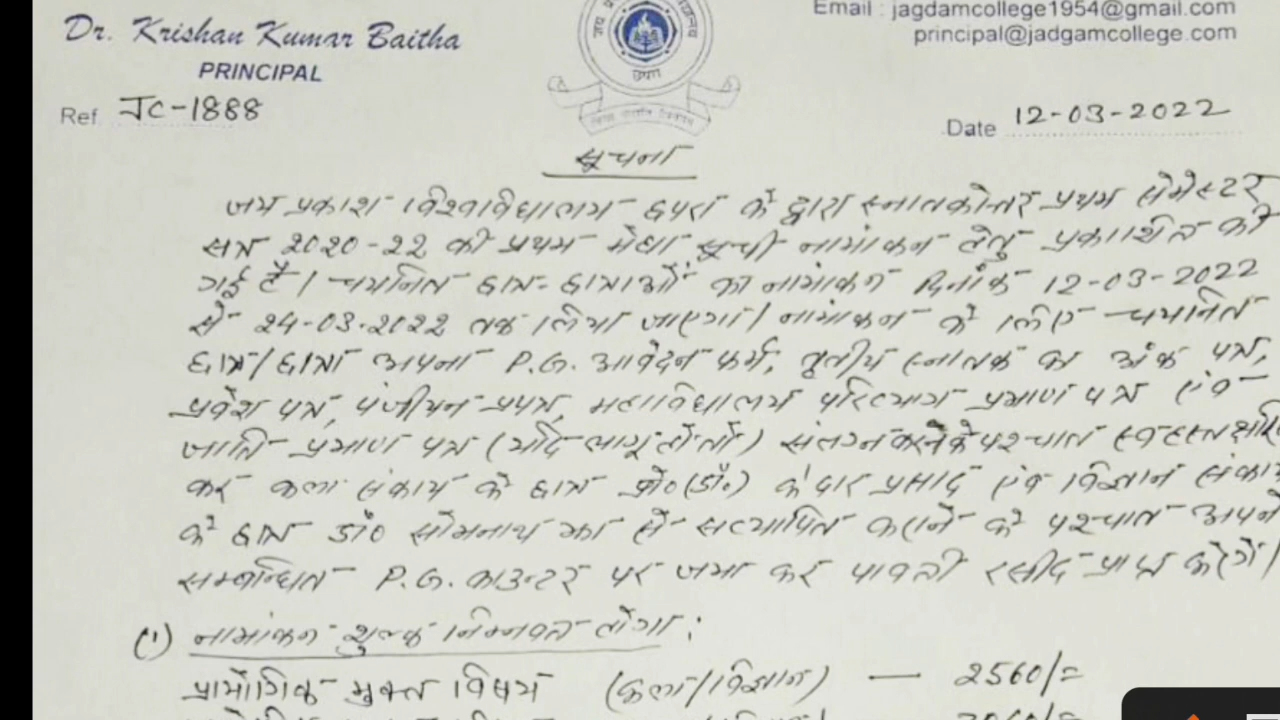 Dr. Krishan Kumar Baitha
PRINCIPAL
Email : jagdamcollege1954@gmail.com
principal@jadgamcollege.com
Ref. JC-1888
Date 12-03-2022
छपरा
सूचना
जय प्रकाश विश्वविद्यालय छपरा के द्वारा स्नातकोत्तर प्रथम सेमेस्टर
सत्र 2020-22 की प्रथम मेधा सूची नामांकन हेतु प्रकाशित की
गई है। चयनित छात्र-छात्राओं का नामांकन दिनांक 12-03-2022
से 24-03-2022 तक लिया जाएगा। नामांकन के लिए चयनित
छात्र/छात्रा अपना P.G. आवेदन फर्म, तृतीय स्नातक का अंक पत्र,
प्रवेश पत्र, पंजीयन प्रपत्र, महाविद्यालय परित्याग प्रमाण पत्र एंव
जाति प्रमाण पत्र (यदि लागू हो तो) संलग्न करने के पश्चात
कर कला संकाय के छात्र प्रो०(डॉ०) केदार प्रसाद एंव विज्ञान
के छात्र डॉ० सोमनाथ झा से सत्यापित कराने के पश्चात अपने
सम्बन्धित P.G. काउन्टर पर जमा कर पावती रसीद प्राप्त करेंगे।
(1) नामांकन शुल्क निम्नवत होगा:
प्रायोगिक मुक्त विषय (कला/विज्ञान) — 2560/=